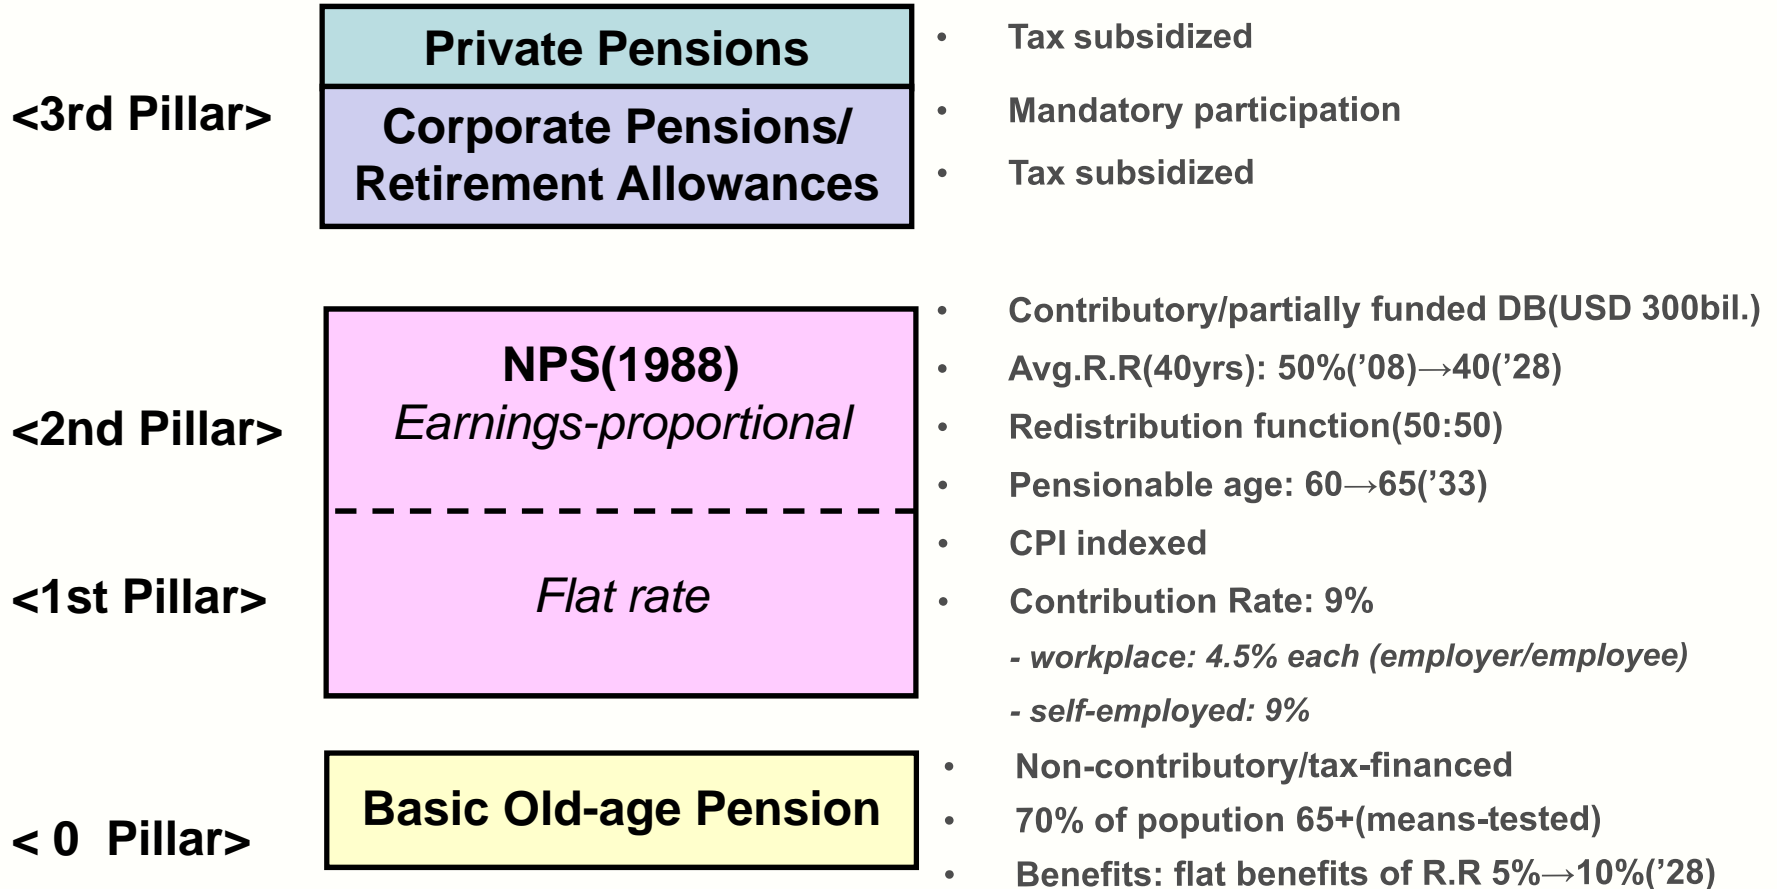 <3rd Pillar>
Private Pensions
Corporate Pensions/
Retirement Allowances
• Tax subsidized
• Mandatory participation
• Tax subsidized
<2nd Pillar>
<1st Pillar>
NPS(1988)
Earnings-proportional
Flat rate
• Contributory/partially funded DB(USD 300bil.)
• Avg.R.R(40yrs): 50%('08)→40('28)
• Redistribution function(50:50)
• Pensionable age: 60→65('33)
• CPI indexed
• Contribution Rate: 9%
- workplace: 4.5% each (employer/employee)
- self-employed: 9%
< 0 Pillar>
Basic Old-age Pension
• Non-contributory/tax-financed
• 70% of popution 65+(means-tested)
• Benefits: flat benefits of R.R 5%→10%('28)